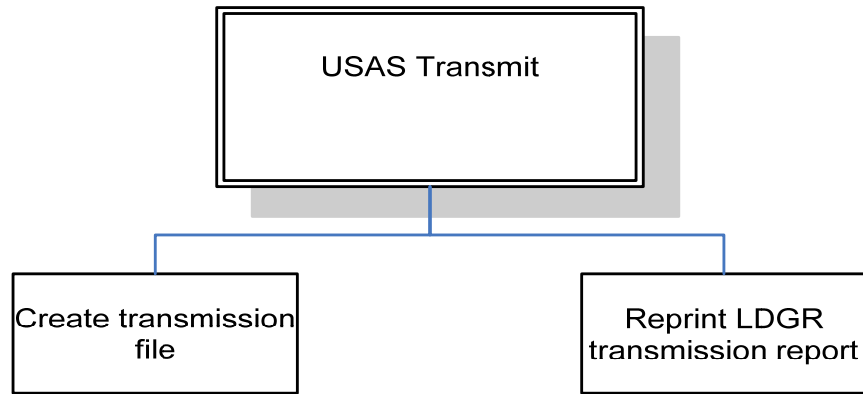 USAS Transmit
Create transmission
file
Reprint LDGR
transmission report